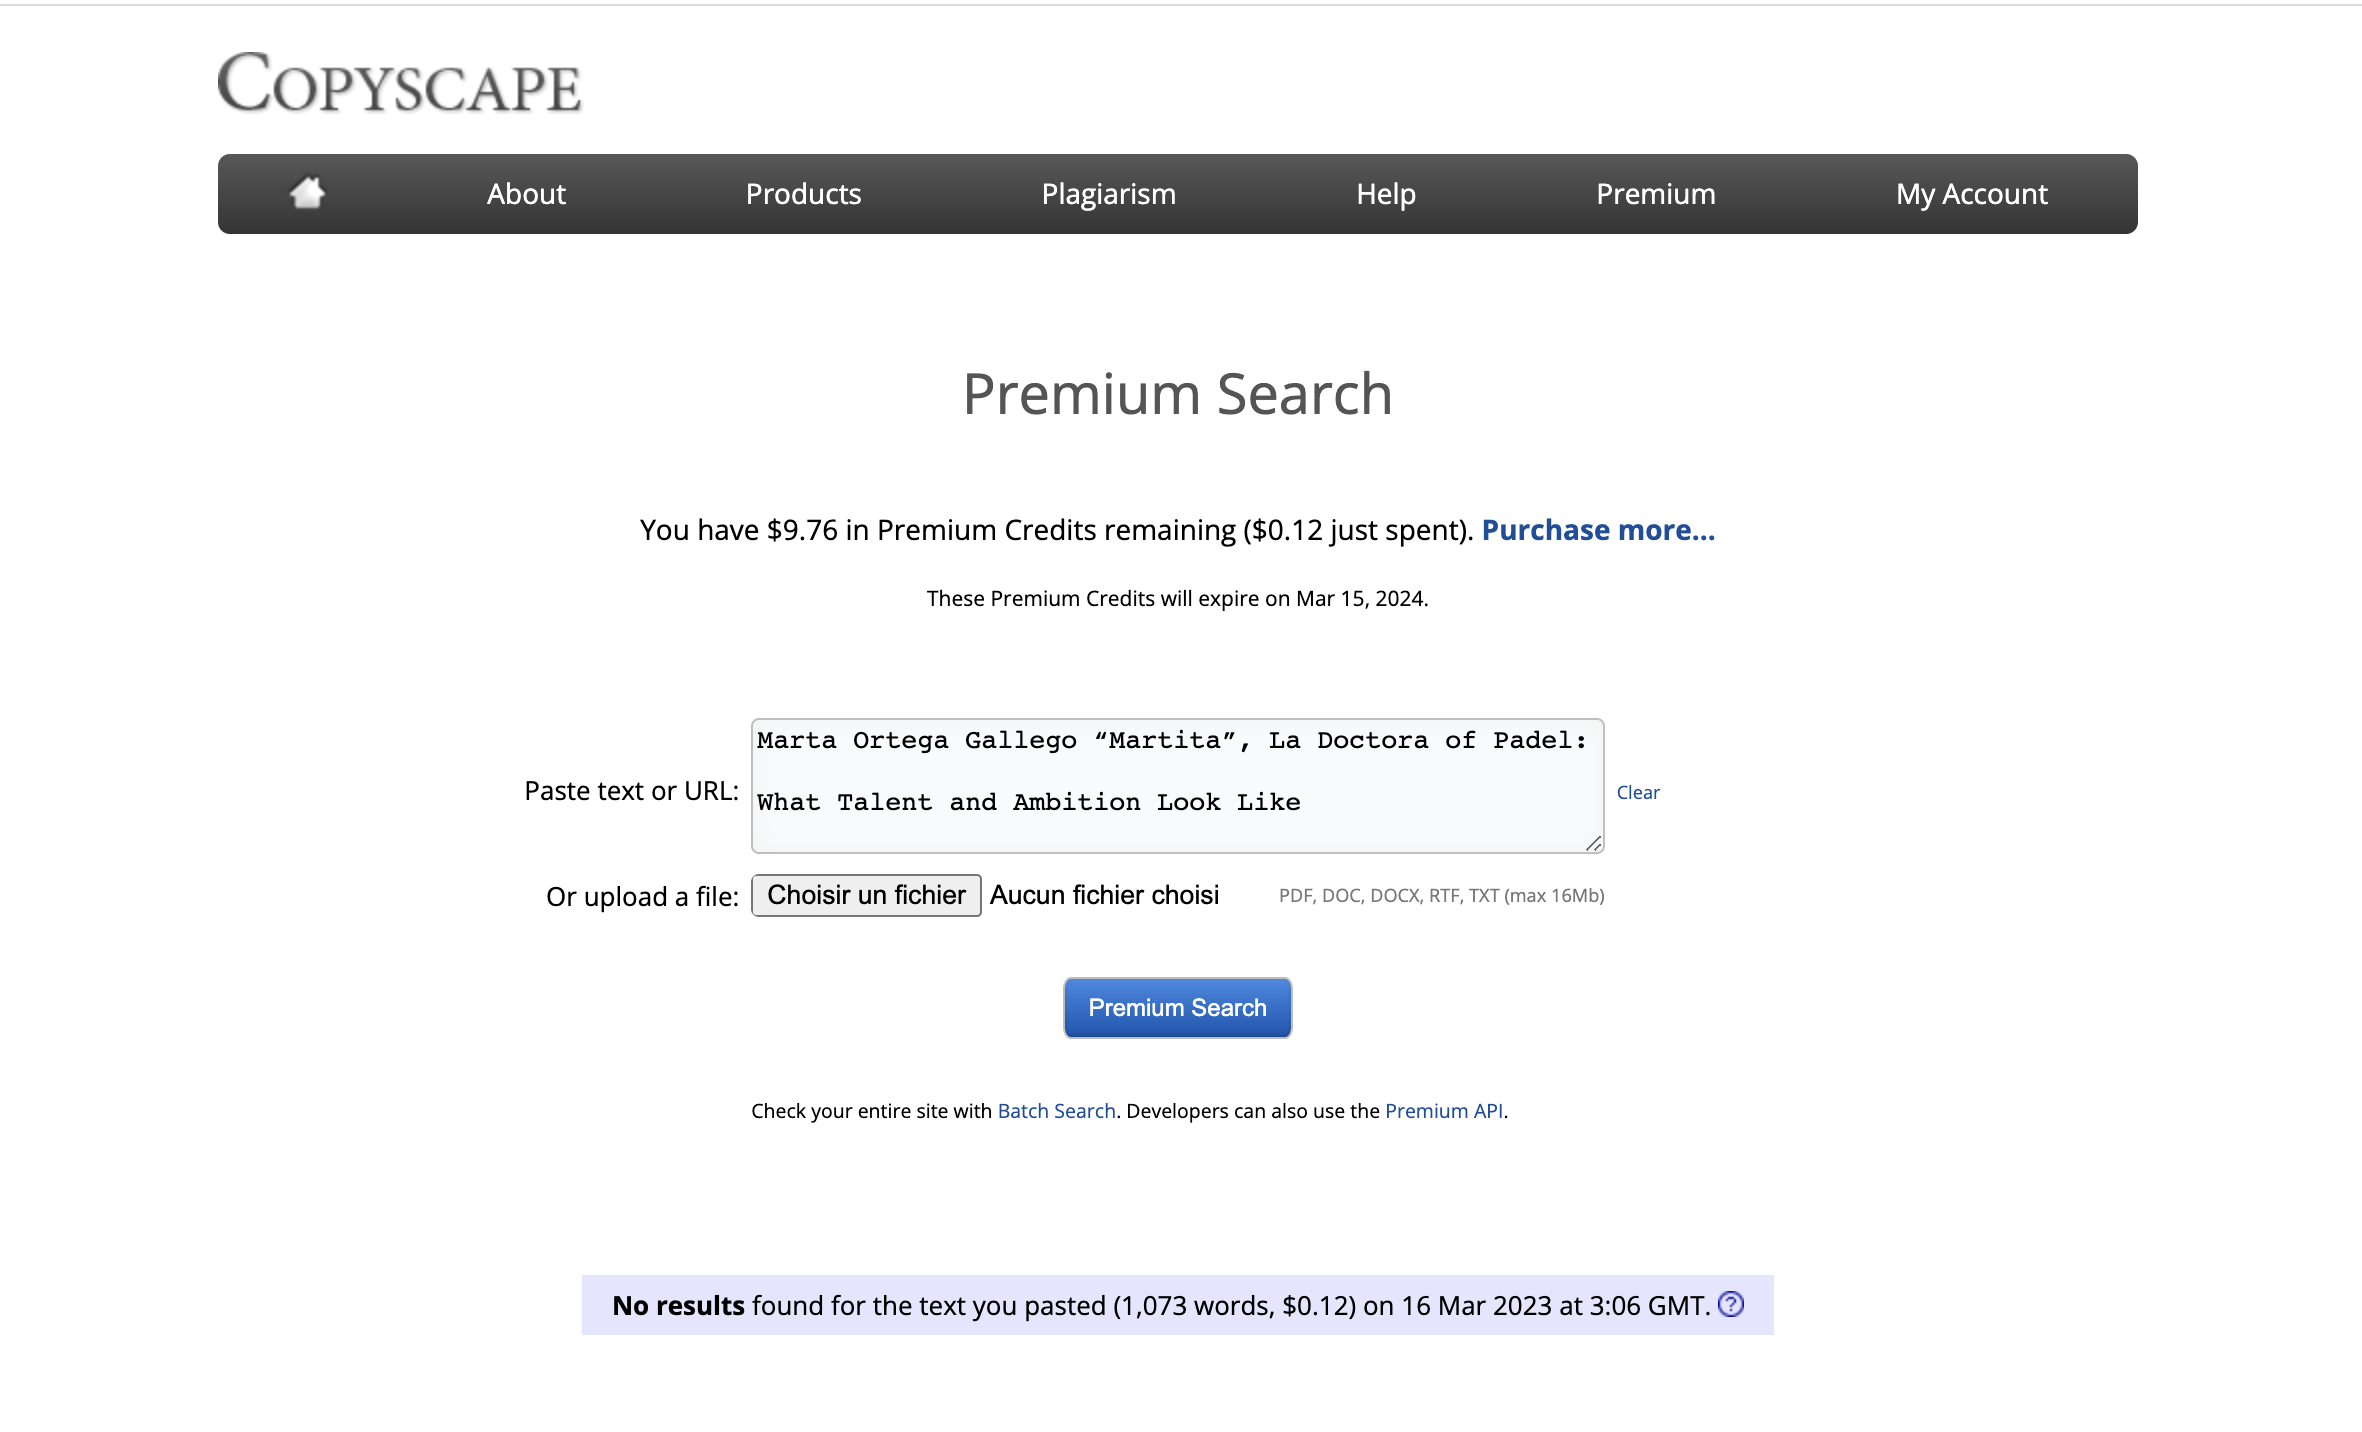 COPYSCAPE
About Products Plagiarism Help Premium My Account
Premium Search
You have $9.76 in Premium Credits remaining ($0.12 just spent). Purchase more...
These Premium Credits will expire on Mar 15, 2024.
Marta Ortega Gallego “Martita”, La Doctora of Padel:
Paste text or URL:
What Talent and Ambition Look Like
Clear
Or upload a file: Choisir un fichier Aucun fichier choisi PDF, DOC, DOCX, RTF, TXT (max 16Mb)
Premium Search
Check your entire site with Batch Search. Developers can also use the Premium API.
No results found for the text you pasted (1,073 words, $0.12) on 16 Mar 2023 at 3:06 GMT. ?